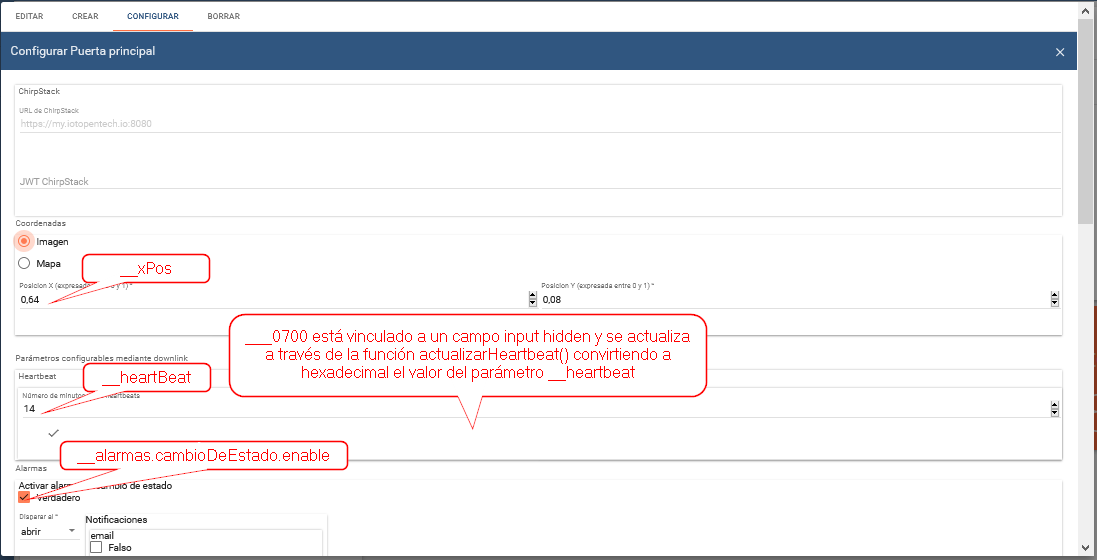 EDITAR CREAR CONFIGURAR BORRAR
Configurar Puerta principal
ChirpStack
URL de ChirpStack
https://my.iotopentech.io:8080
JWT ChirpStack
Coordenadas
Imagen
Mapa
__xPos
Posicion X (expresada 0 y 1) * Posicion Y (expresada entre 0 y 1) *
0,64 0,08
___0700 está vinculado a un campo input hidden y se actualiza
a través de la función actualizarHeartbeat() convirtiendo a
hexadecimal el valor del parámetro __heartbeat
Parámetros configurables mediante downlink
Heartbeat
__heartBeat
Número de minutos heartbeats
14
__alarmas.cambioDeEstado.enable
Alarmas
Activar cambio de estado
Verdadero
Disparar al * Notificaciones
abrir email
Falso